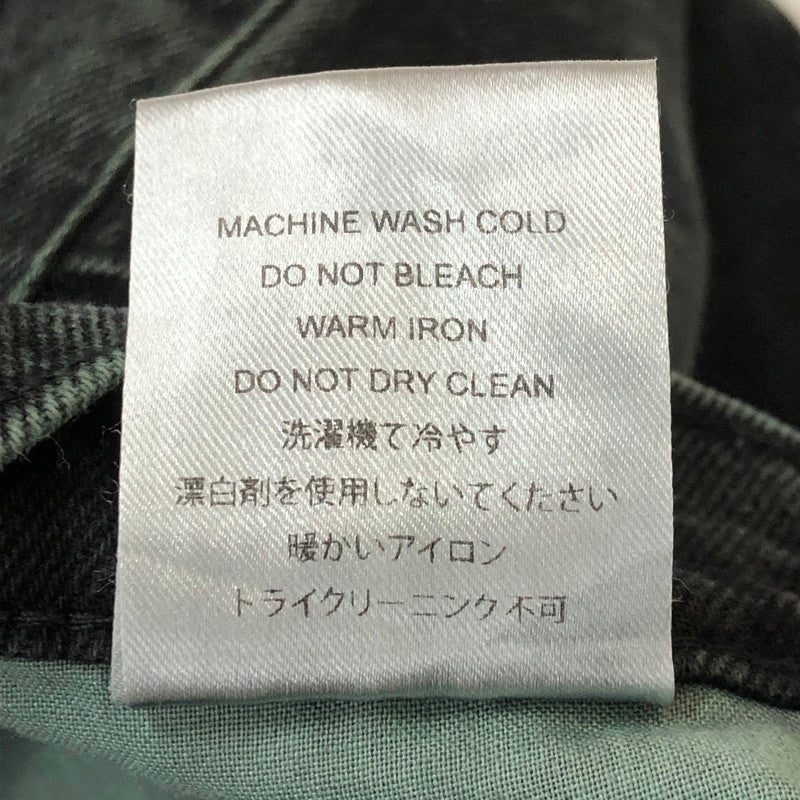 MACHINE WASH COLD
DO NOT BLEACH
WARM IRON
DO NOT DRY CLEAN
洗濯機て冷やす
漂白剤を使用しないてください
暖かいアイロン
トライクリーニンク不可